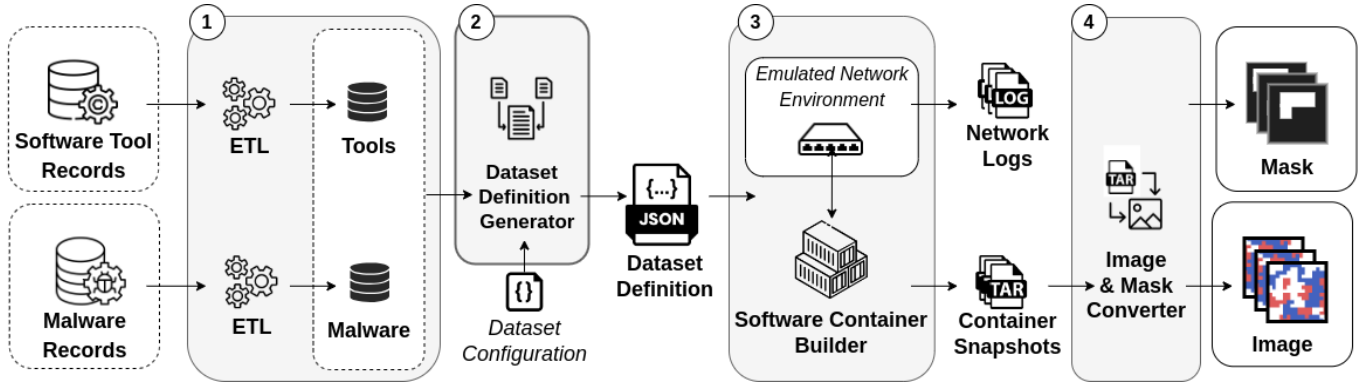 1
2
3
4
Software Tool
Records
ETL
Tools
Malware
Records
ETL
Malware
Dataset
Definition
Generator
{}
Dataset
Configuration
{...}
JSON
Dataset
Definition
Emulated Network
Environment
Software Container
Builder
LOG
Network
Logs
TAR
Container
Snapshots
TAR
Image
& Mask
Converter
Mask
Image